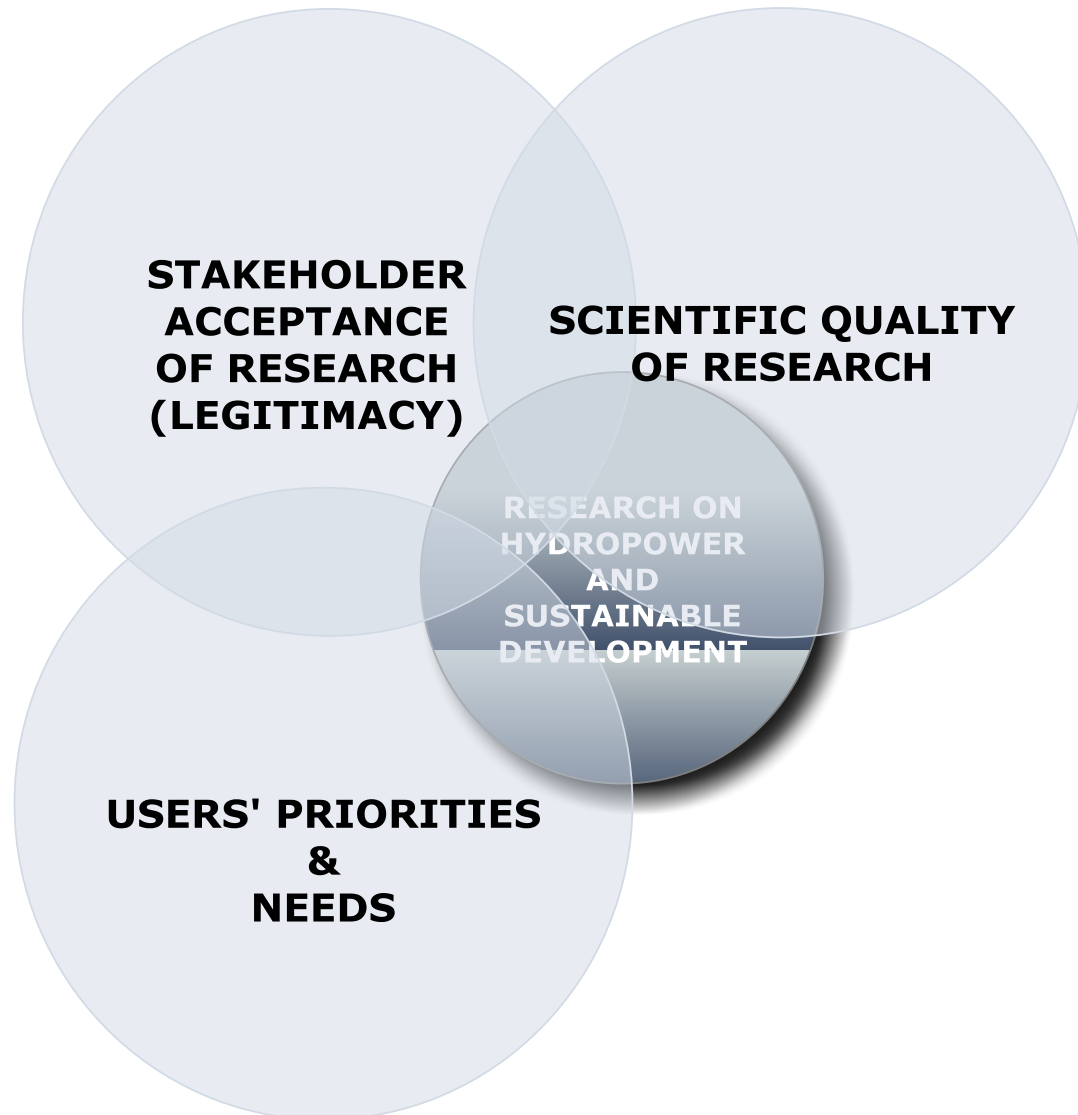 STAKEHOLDER
ACCEPTANCE
OF RESEARCH
(LEGITIMACY)
SCIENTIFIC QUALITY
OF RESEARCH
RESEARCH ON
HYDROPOWER
AND
SUSTAINABLE
DEVELOPMENT
USERS' PRIORITIES
&
NEEDS